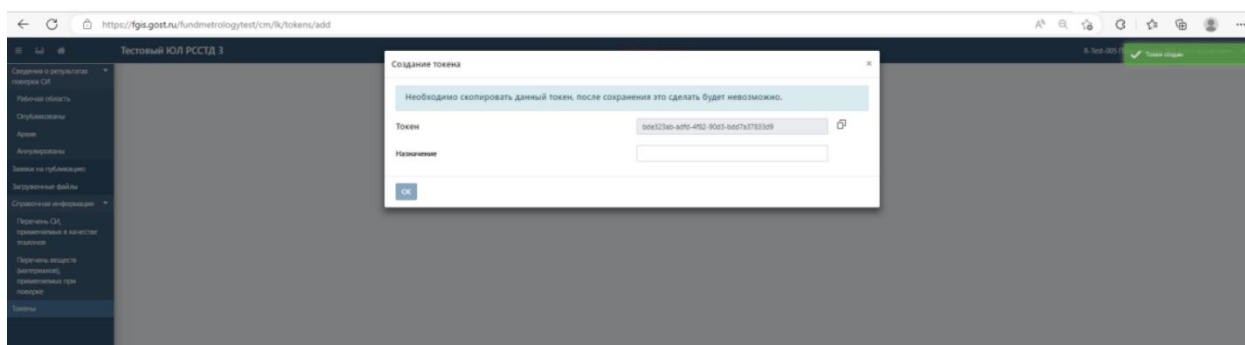 https://fgis.gost.ru/fundmetrologytest/cm/lk/tokens/add
Тестовый ЮЛ РССТД 3
Токен создан
Сведения о результатах
поверки СИ
Рабочая область
Опубликованы
Архив
Аннулированы
Заявки на публикацию
Загруженные файлы
Справочная информация
Перечень СИ,
применяемых в качестве
эталонов
Перечень веществ
(материалов),
применяемых при
поверке
Токены
Создание токена
Необходимо скопировать данный токен, после сохранения это сделать будет невозможно.
Токен
Назначение
OK